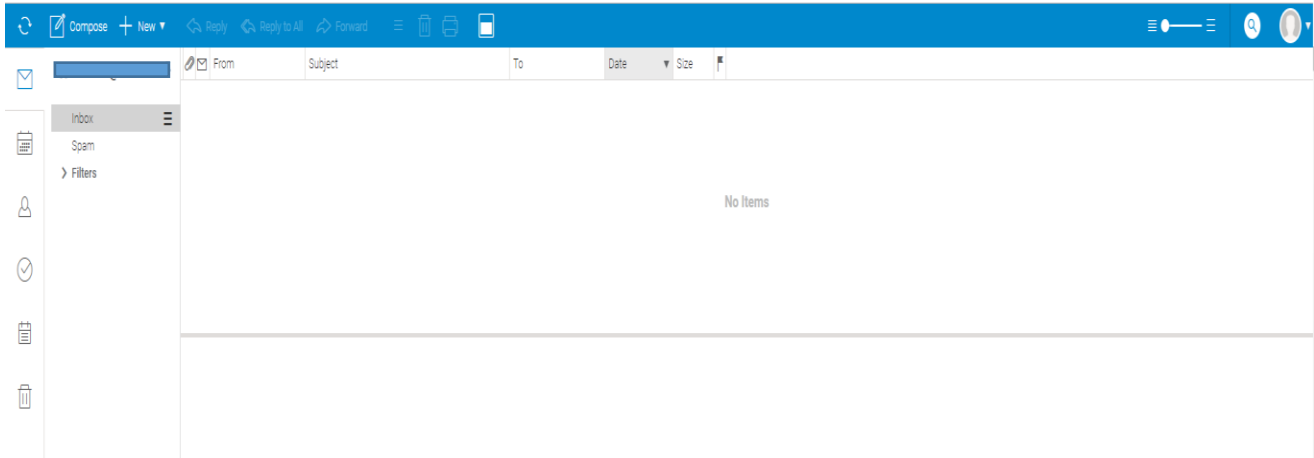 Compose New Reply Reply to All Forward
From Subject To Date Size
Inbox
Spam
Filters
No Items